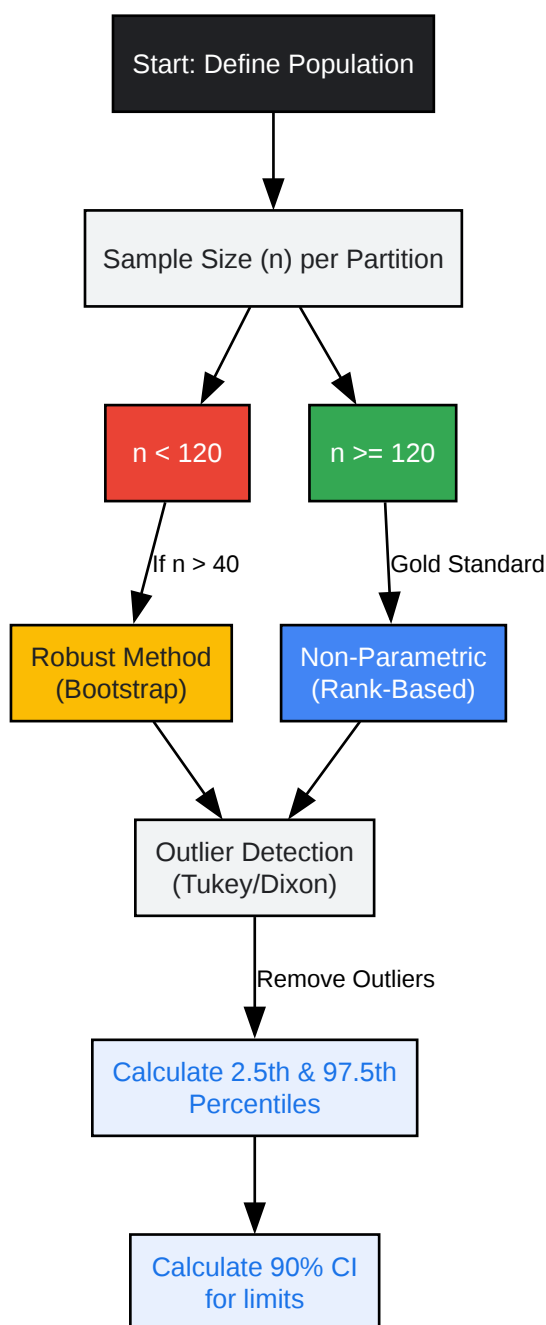 Start: Define Population
Sample Size (n) per Partition
n < 120
n >= 120
If n > 40
Gold Standard
Robust Method
(Bootstrap)
Non-Parametric
(Rank-Based)
Outlier Detection
(Tukey/Dixon)
Remove Outliers
Calculate 2.5th & 97.5th
Percentiles
Calculate 90% CI
for limits